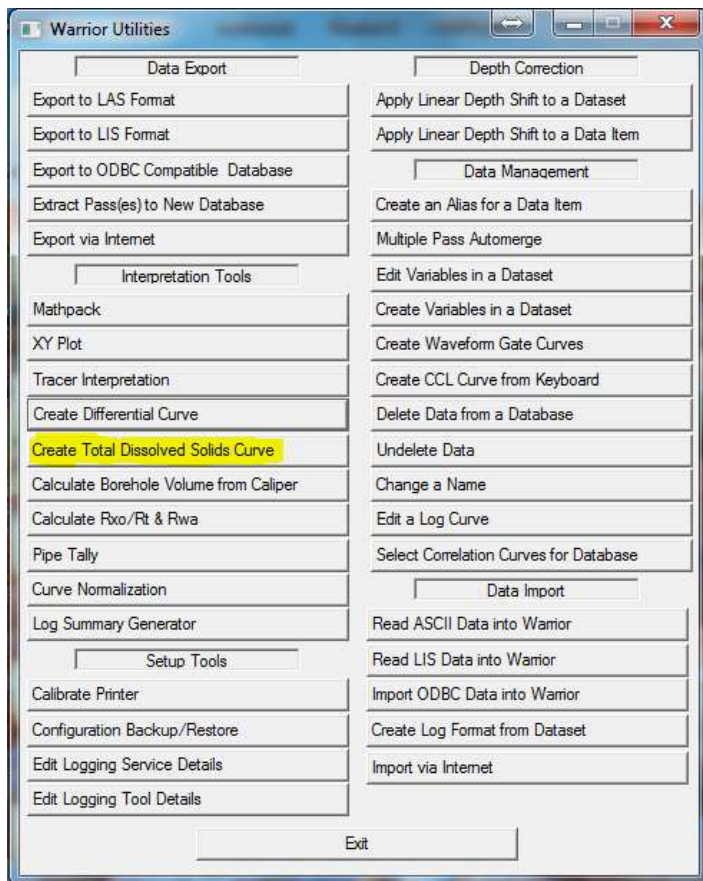 Warrior Utilities
Data Export
Export to LAS Format
Export to LIS Format
Export to ODBC Compatible Database
Extract Pass(es) to New Database
Export via Internet
Interpretation Tools
Mathpack
XY Plot
Tracer Interpretation
Create Differential Curve
Create Total Dissolved Solids Curve
Calculate Borehole Volume from Caliper
Calculate Rxo/Rt & Rwa
Pipe Tally
Curve Normalization
Log Summary Generator
Setup Tools
Calibrate Printer
Configuration Backup/Restore
Edit Logging Service Details
Edit Logging Tool Details
Depth Correction
Apply Linear Depth Shift to a Dataset
Apply Linear Depth Shift to a Data Item
Data Management
Create an Alias for a Data Item
Multiple Pass Automerge
Edit Variables in a Dataset
Create Variables in a Dataset
Create Waveform Gate Curves
Create CCL Curve from Keyboard
Delete Data from a Database
Undelete Data
Change a Name
Edit a Log Curve
Select Correlation Curves for Database
Data Import
Read ASCII Data into Warrior
Read LIS Data into Warrior
Import ODBC Data into Warrior
Create Log Format from Dataset
Import via Internet
Exit